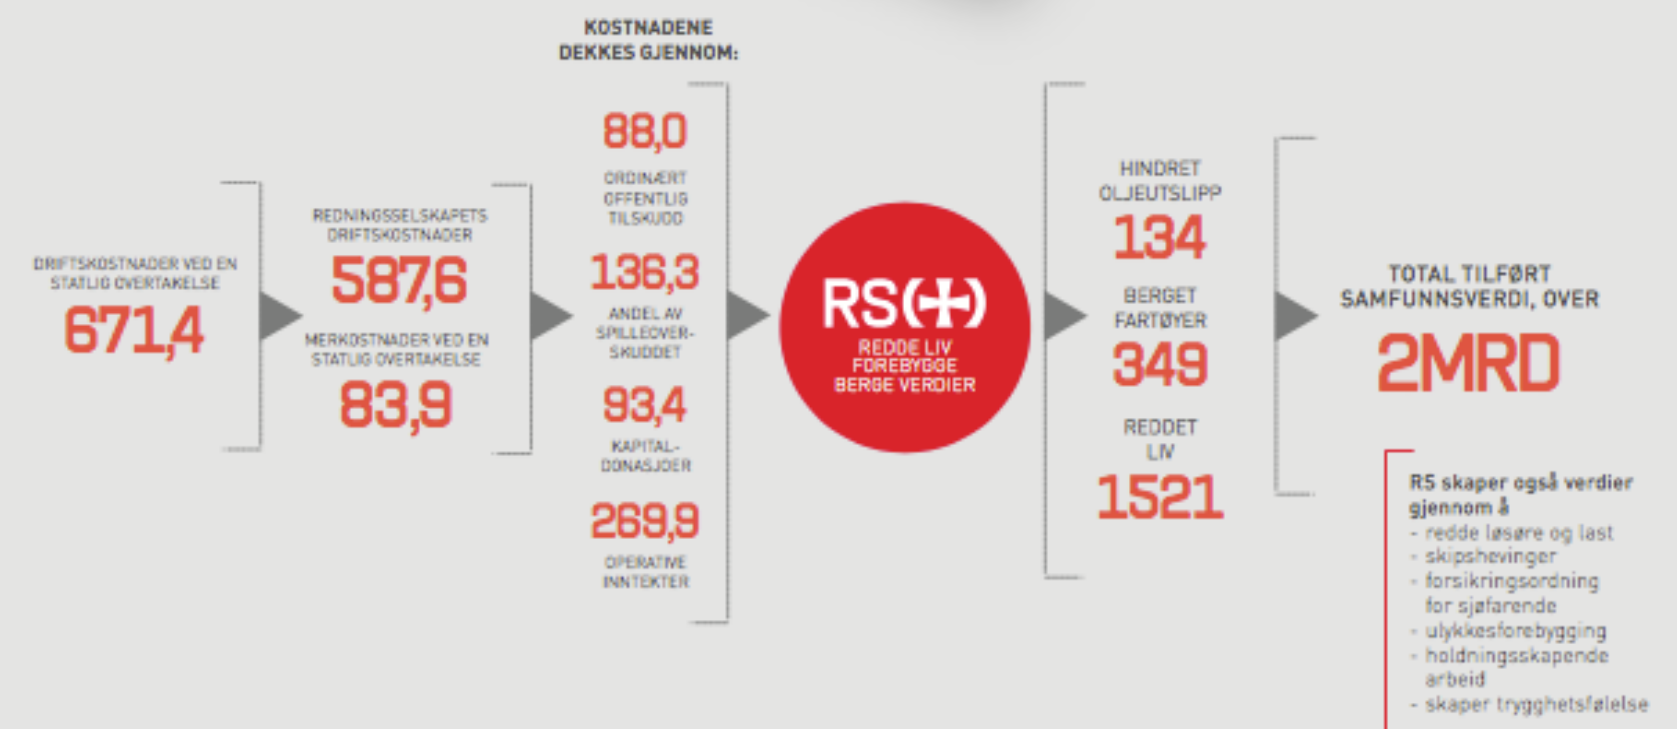 DRIFTSKOSTNADER VED EN
STATLIG OVERTAKELSE
671,4
REDNINGSSELSKAPETS
DRIFTSKOSTNADER
587,6
MERKOSTNADER VED EN
STATLIG OVERTAKELSE
83,9
KOSTNADENE
DEKKES GJENNOM:
88,0
ORDINÆRT
OFFENTLIG
TILSKUDD
136,3
ANDEL AV
SPILLEOVER-
SKUDDET
93,4
KAPITAL-
DONASJOER
269,9
OPERATIVE
INNTEKTER
RS(+)
REDDE LIV
FOREBYGGE
BERGE VERDIER
HINDRET
OLJEUTSLIPP
134
BERGET
FARTØYER
349
REDDET
LIV
1521
TOTAL TILFØRT
SAMFUNNSVERDI, OVER
2MRD
RS skaper også verdier
gjennom å
- redde løsøre og last
- skipshevinger
- forsikringsordning
for sjøfarende
- ulykkesforebygging
- holdningsskapende
arbeid
- skaper trygghetsfølelse